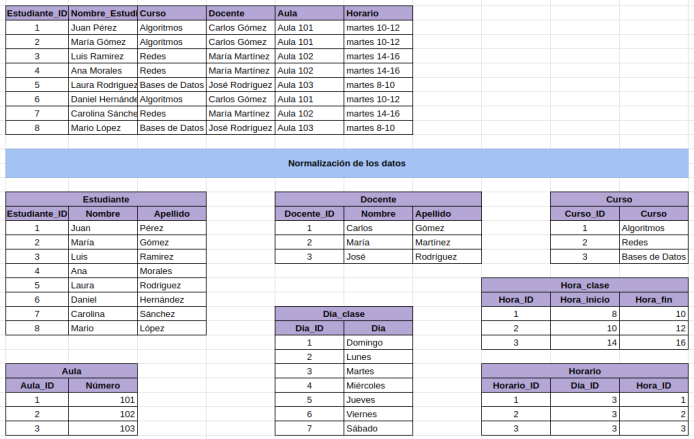 Estudiante_ID Nombre_Estudi Curso Docente Aula Horario
1 Juan Pérez Algoritmos Carlos Gómez Aula 101 martes 10-12
2 María Gómez Algoritmos Carlos Gómez Aula 101 martes 10-12
3 Luis Ramirez Redes María Martínez Aula 102 martes 14-16
4 Ana Morales Redes María Martínez Aula 102 martes 14-16
5 Laura Rodriguez Bases de Datos José Rodríguez Aula 103 martes 8-10
6 Daniel Hernánde Algoritmos Carlos Gómez Aula 101 martes 10-12
7 Carolina Sánche Redes María Martínez Aula 102 martes 14-16
8 Mario López Bases de Datos José Rodríguez Aula 103 martes 8-10
Normalización de los datos
Estudiante
Estudiante_ID Nombre Apellido
1 Juan Pérez
2 María Gómez
3 Luis Ramirez
4 Ana Morales
5 Laura Rodriguez
6 Daniel Hernández
7 Carolina Sánchez
8 Mario López
Docente
Docente_ID Nombre Apellido
1 Carlos Gómez
2 María Martínez
3 José Rodríguez
Curso
Curso_ID Curso
1 Algoritmos
2 Redes
3 Bases de Datos
Hora_clase
Hora_ID Hora_inicio Hora_fin
1 8 10
2 10 12
3 14 16
Dia_clase
Dia_ID Dia
1 Domingo
2 Lunes
3 Martes
4 Miércoles
5 Jueves
6 Viernes
7 Sábado
Aula
Aula_ID Número
1 101
2 102
3 103
Horario
Horario_ID Dia_ID Hora_ID
1 3 1
2 3 2
3 3 3